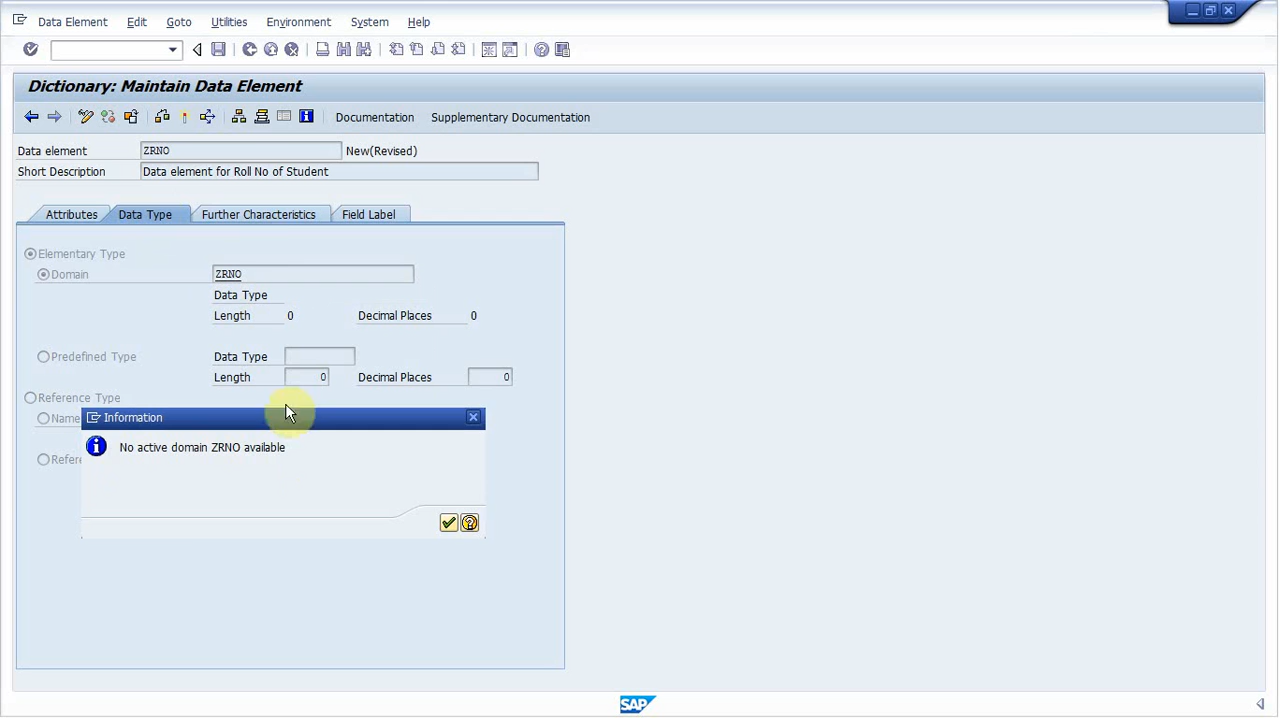 Data Element Edit Goto Utilities Environment System Help
Dictionary: Maintain Data Element
Documentation Supplementary Documentation
Data element ZRNO New(Revised)
Short Description Data element for Roll No of Student
Attributes Data Type Further Characteristics Field Label
Elementary Type
Domain ZRNO
Data Type
Length 0 Decimal Places 0
Predefined Type Data Type
Length 0 Decimal Places 0
Reference Type
Name
Information
No active domain ZRNO available
Refere
SAP